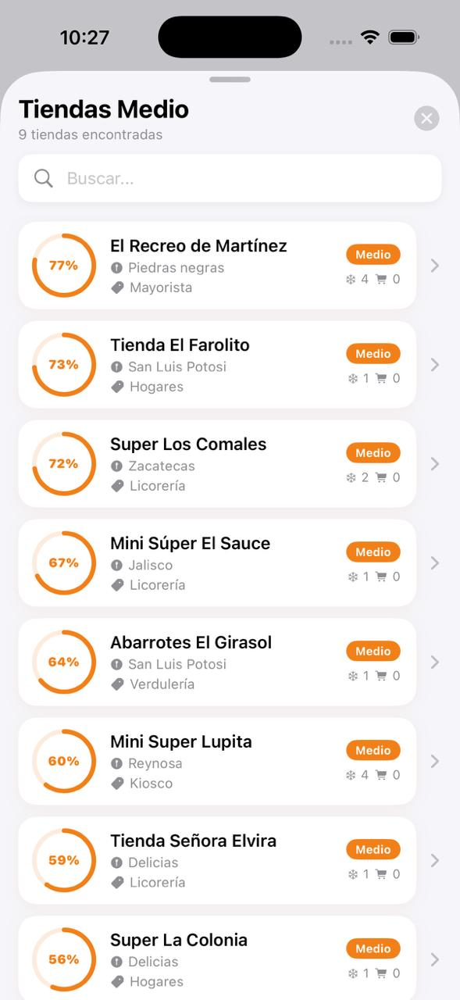 10:27
Tiendas Medio
9 tiendas encontradas
Buscar...
77%
El Recreo de Martínez
Piedras negras
Mayorista
Medio
4 0
73%
Tienda El Farolito
San Luis Potosi
Hogares
Medio
1 0
72%
Super Los Comales
Zacatecas
Licorería
Medio
2 0
67%
Mini Súper El Sauce
Jalisco
Licorería
Medio
1 0
64%
Abarrotes El Girasol
San Luis Potosi
Verdulería
Medio
1 0
60%
Mini Super Lupita
Reynosa
Kiosco
Medio
4 0
59%
Tienda Señora Elvira
Delicias
Licorería
Medio
1 0
56%
Super La Colonia
Delicias
Hogares
Medio
1 0